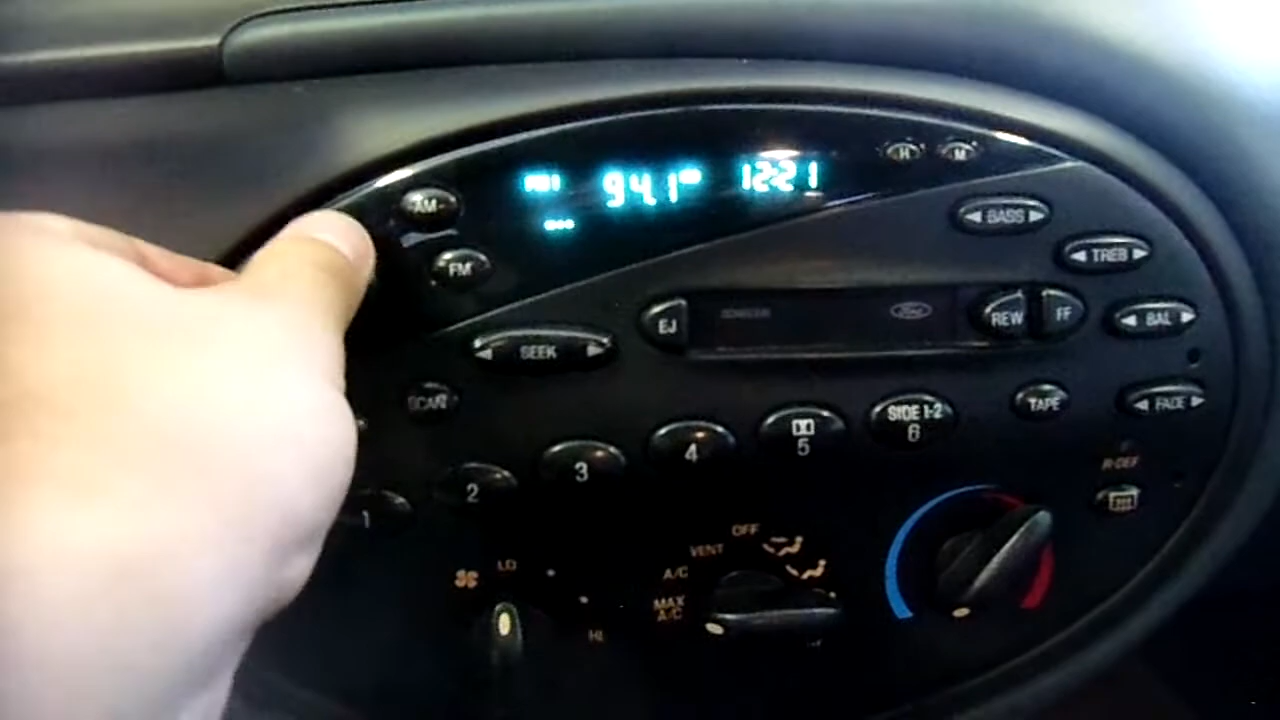 AM
94.1
12:21
H
M
FM
BASS
TREB
EJ
Ford
REW
FF
BAL
SEEK
SCAN
TAPE
FADE
1
2
3
4
5
SIDE 1-2
6
R-DEF
LO
HI
OFF
VENT
A/C
MAX
A/C